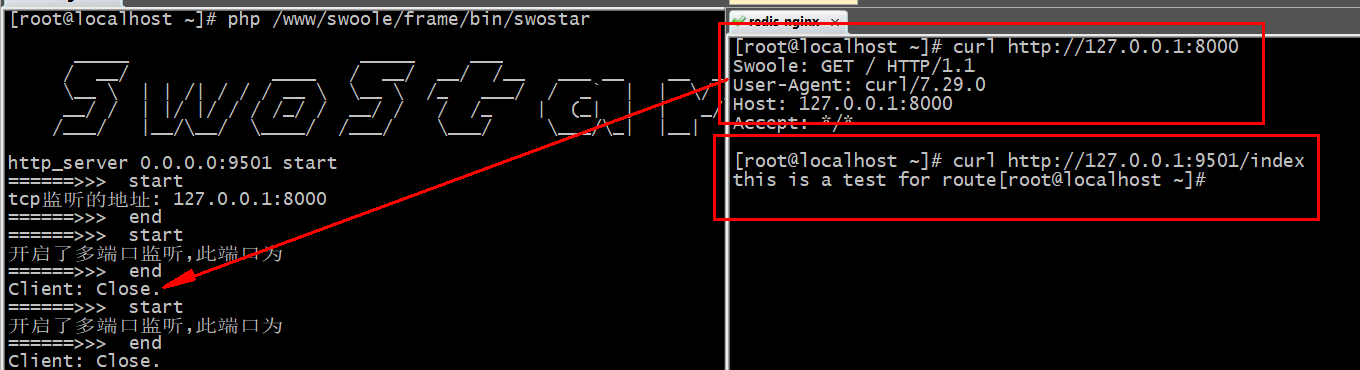 [root@localhost ~]# php /www/swoole/frame/bin/swostar
SwoStar
http_server 0.0.0.0:9501 start
======>>>  start
tcp监听的地址: 127.0.0.1:8000
======>>>  end
======>>>  start
开启了多端口监听,此端口为
======>>>  end
Client: Close.
======>>>  start
开启了多端口监听,此端口为
======>>>  end
Client: Close.
redis-nginx
[root@localhost ~]# curl http://127.0.0.1:8000
Swoole: GET / HTTP/1.1
User-Agent: curl/7.29.0
Host: 127.0.0.1:8000
Accept: */*
[root@localhost ~]# curl http://127.0.0.1:9501/index
this is a test for route[root@localhost ~]#